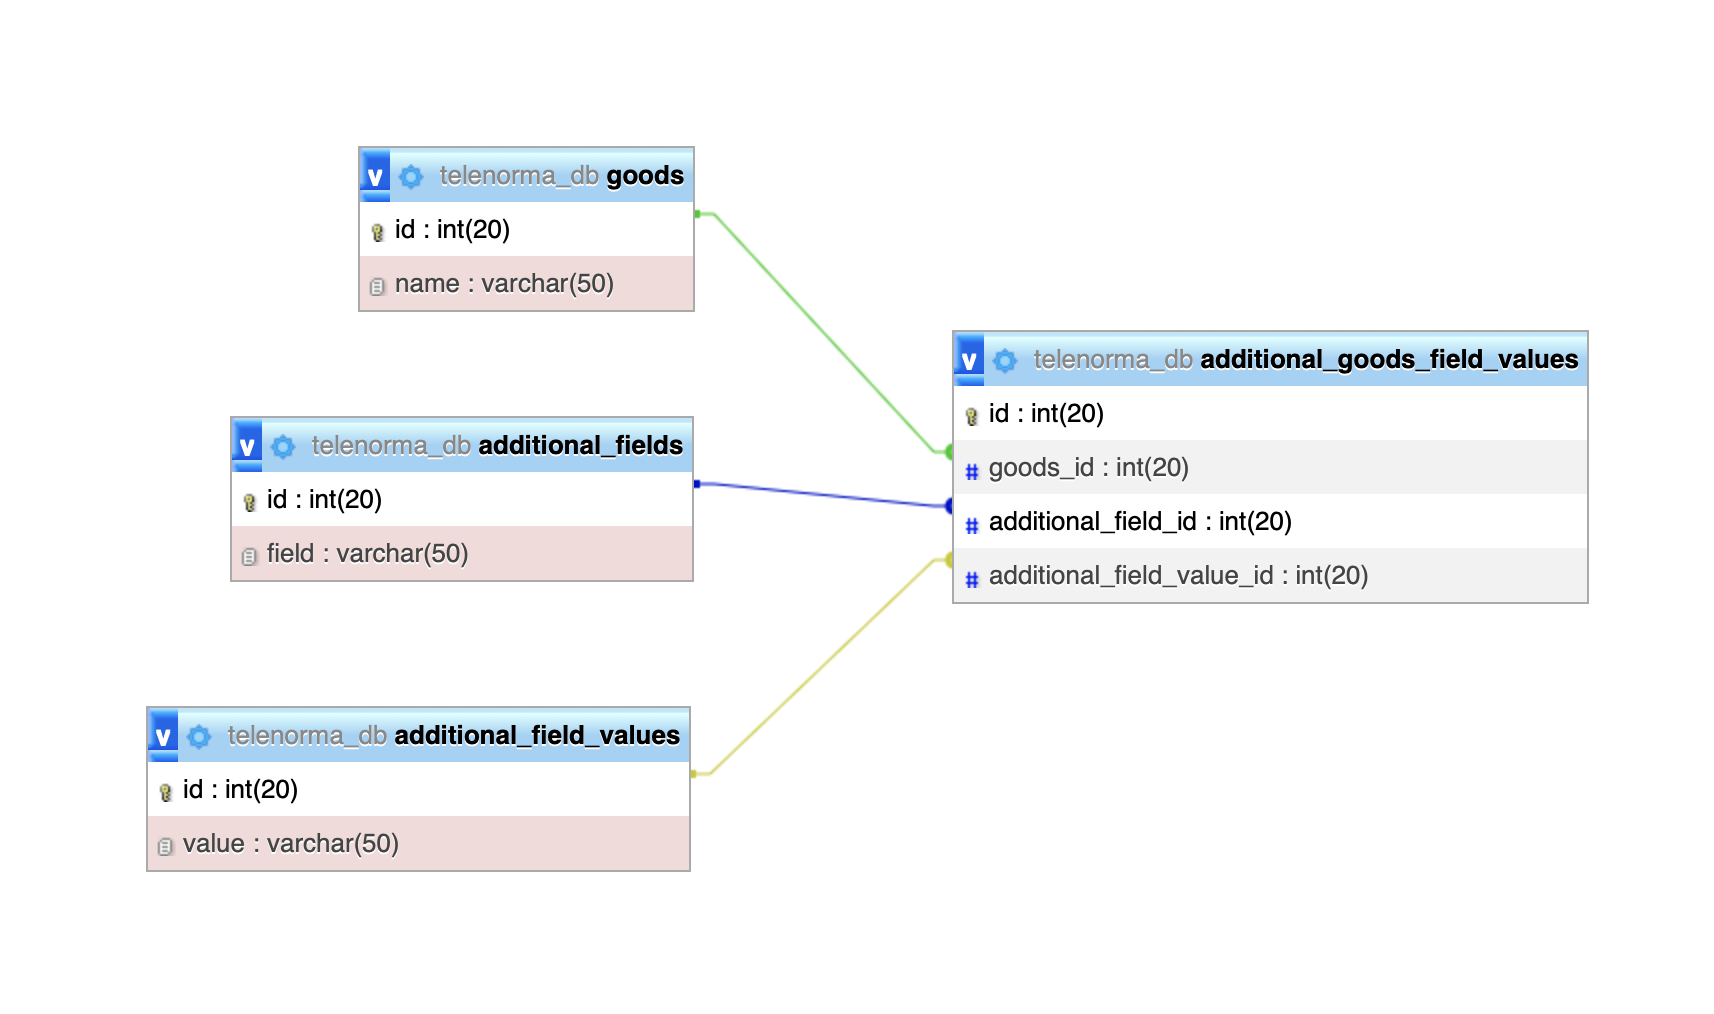 v telenorma_db goods
id : int(20)
name : varchar(50)
v telenorma_db additional_fields
id : int(20)
field : varchar(50)
v telenorma_db additional_field_values
id : int(20)
value : varchar(50)
v telenorma_db additional_goods_field_values
id : int(20)
# goods_id : int(20)
# additional_field_id : int(20)
# additional_field_value_id : int(20)